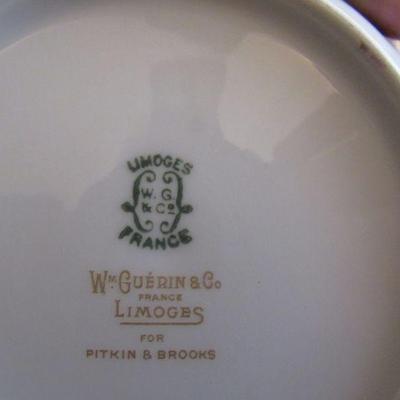 LIMOGES
W. G.
& Co
FRANCE
Wm. GUÉRIN & Co
FRANCE
LIMOGES
FOR
PITKIN & BROOKS